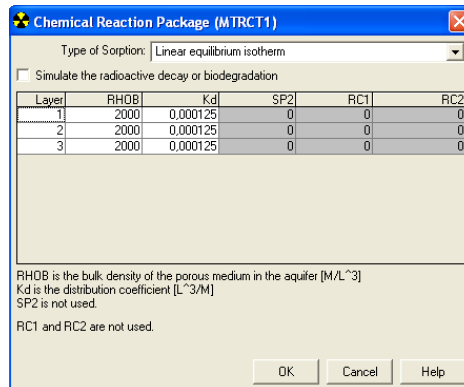 Chemical Reaction Package (MTRCT1)
Type of Sorption: Linear equilibrium isotherm
Simulate the radioactive decay or biodegradation
Layer RHOB Kd SP2 RC1 RC2
1 2000 0,000125 0 0 0
2 2000 0,000125 0 0 0
3 2000 0,000125 0 0 0
RHOB is the bulk density of the porous medium in the aquifer [M/L^3]
Kd is the distribution coefficient [L^3/M]
SP2 is not used.
RC1 and RC2 are not used.
OK Cancel Help